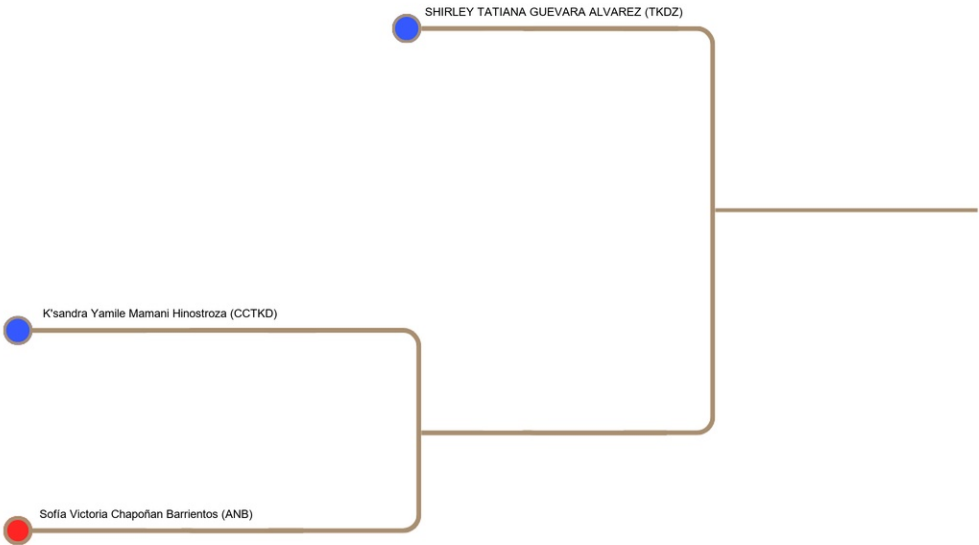 SHIRLEY TATIANA GUEVARA ALVAREZ (TKDZ)
K'sandra Yamile Mamani Hinostroza (CCTKD)
Sofía Victoria Chapoñan Barrientos (ANB)